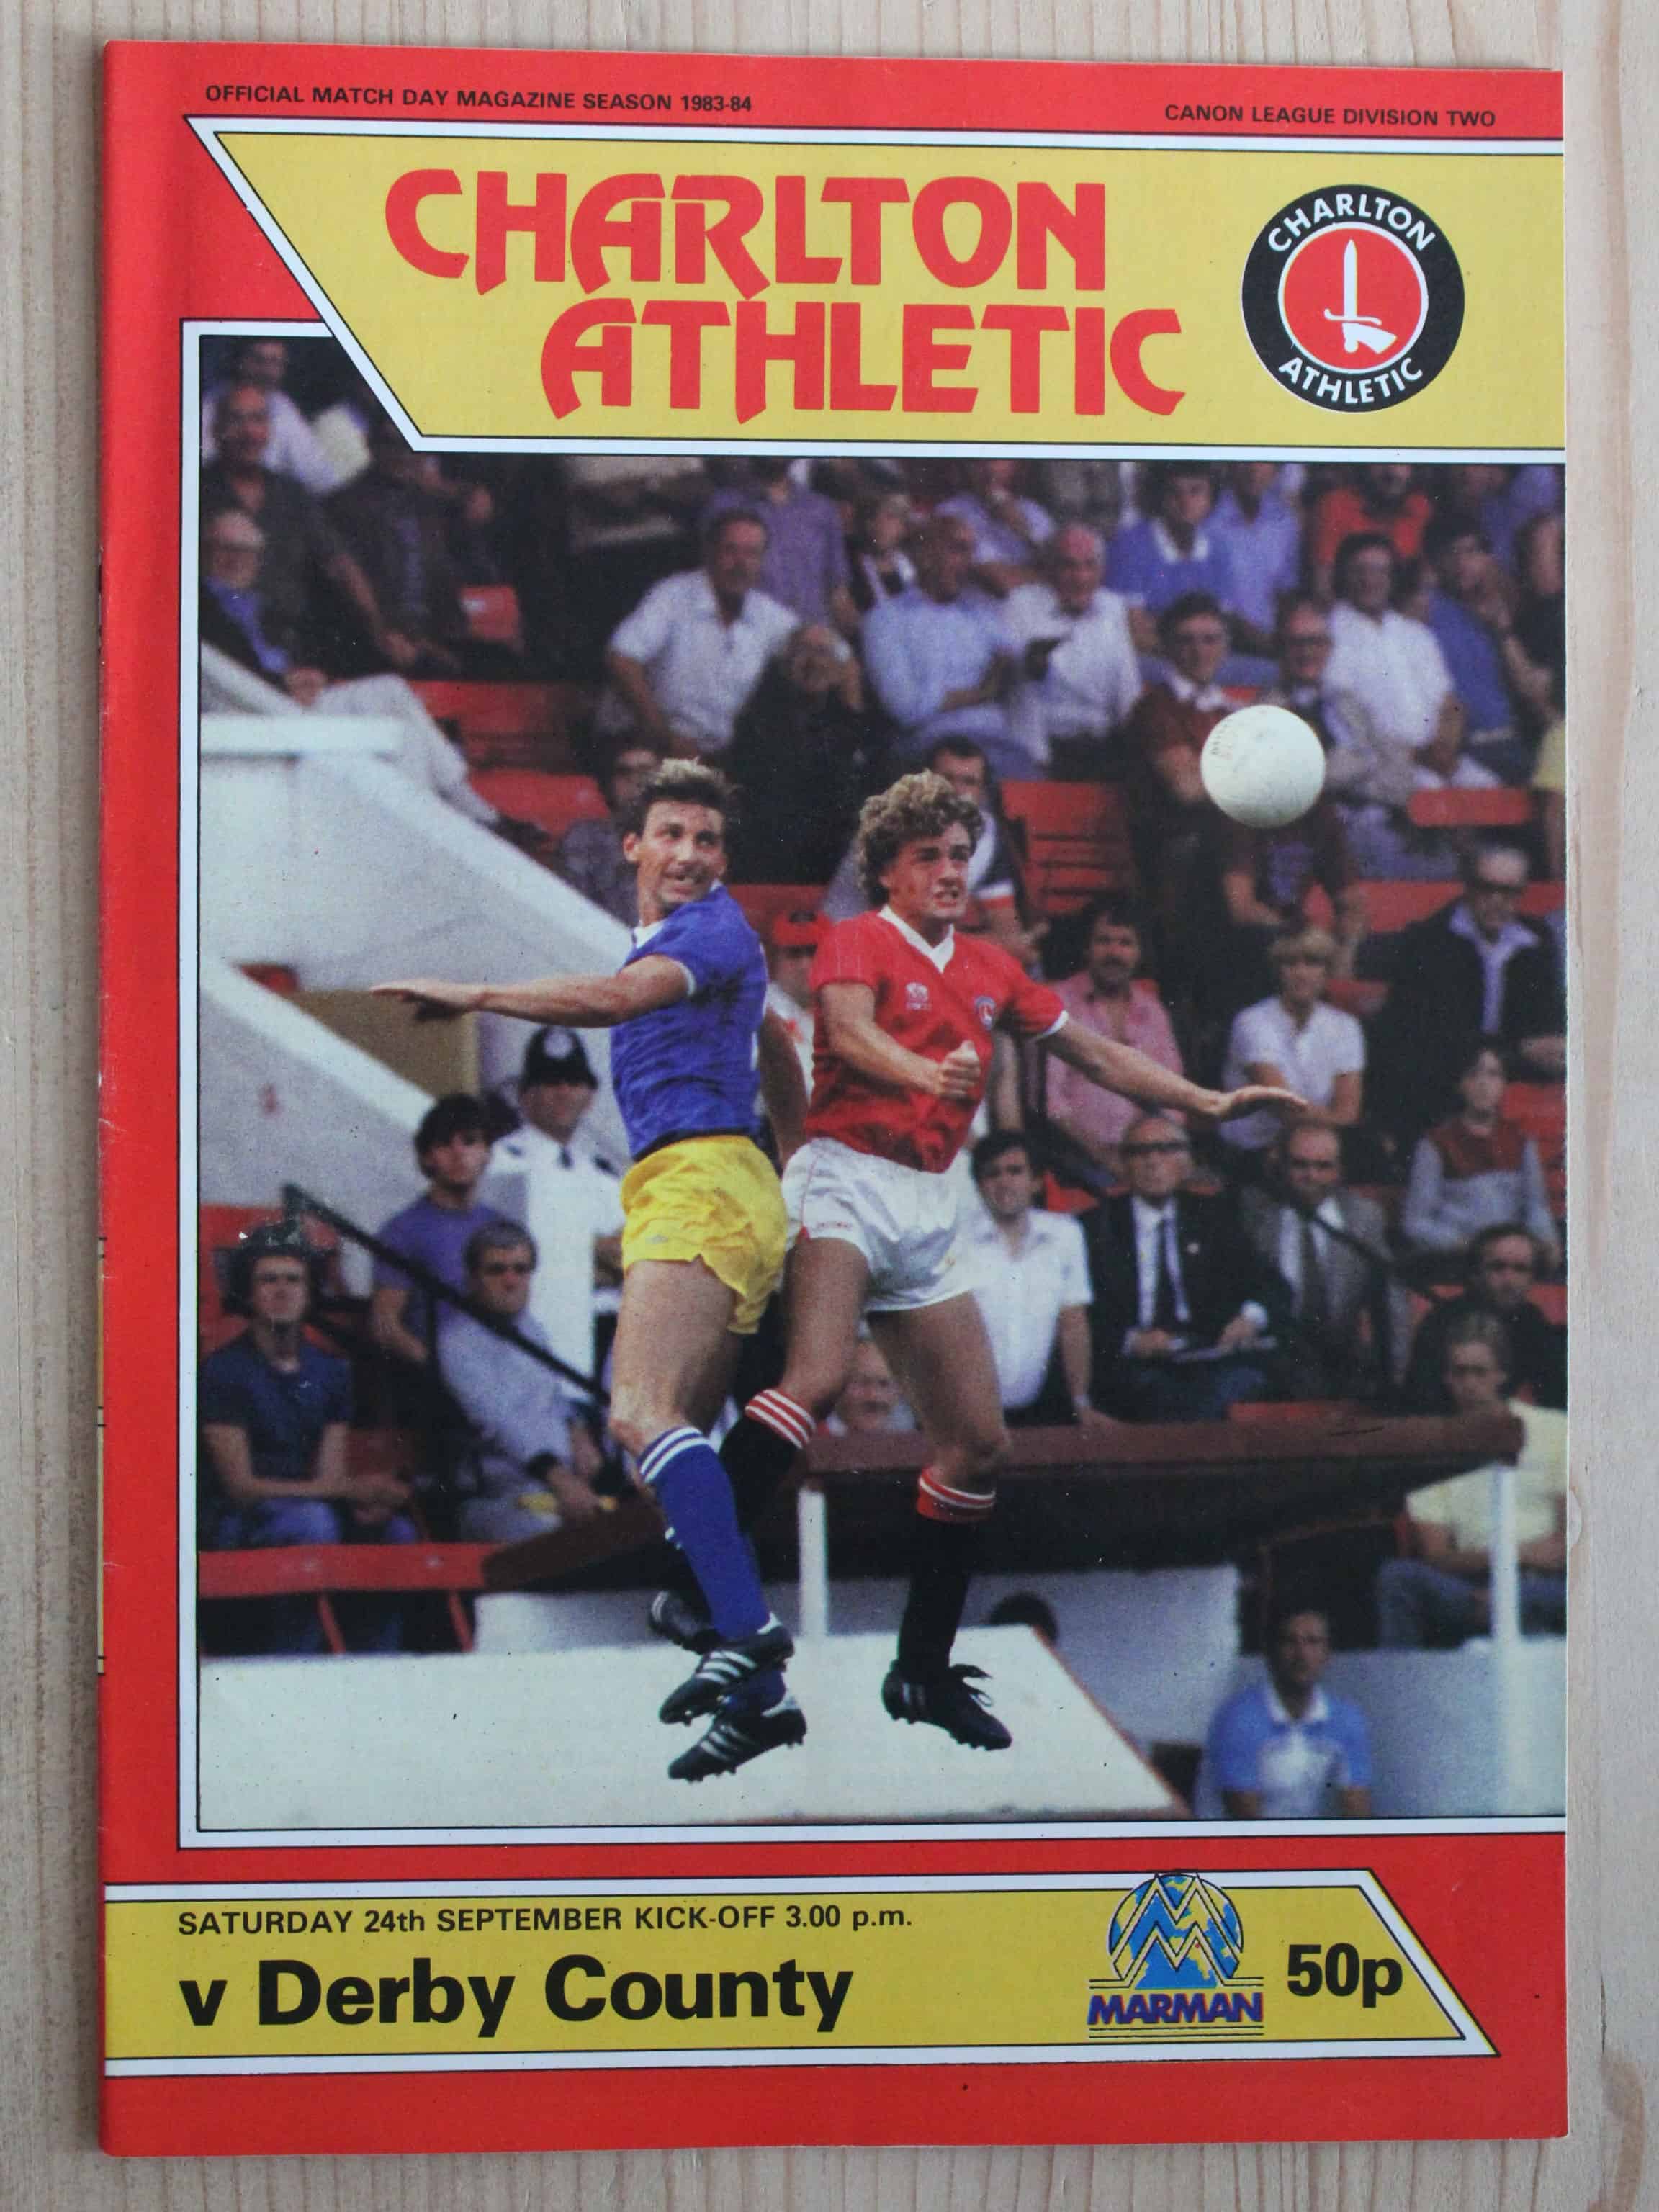 OFFICIAL MATCH DAY MAGAZINE SEASON 1983-84
CANON LEAGUE DIVISION TWO
CHARLTON
ATHLETIC
CHARLTON
ATHLETIC
SATURDAY 24th SEPTEMBER KICK-OFF 3.00 p.m.
v Derby County
MARMAN
50p